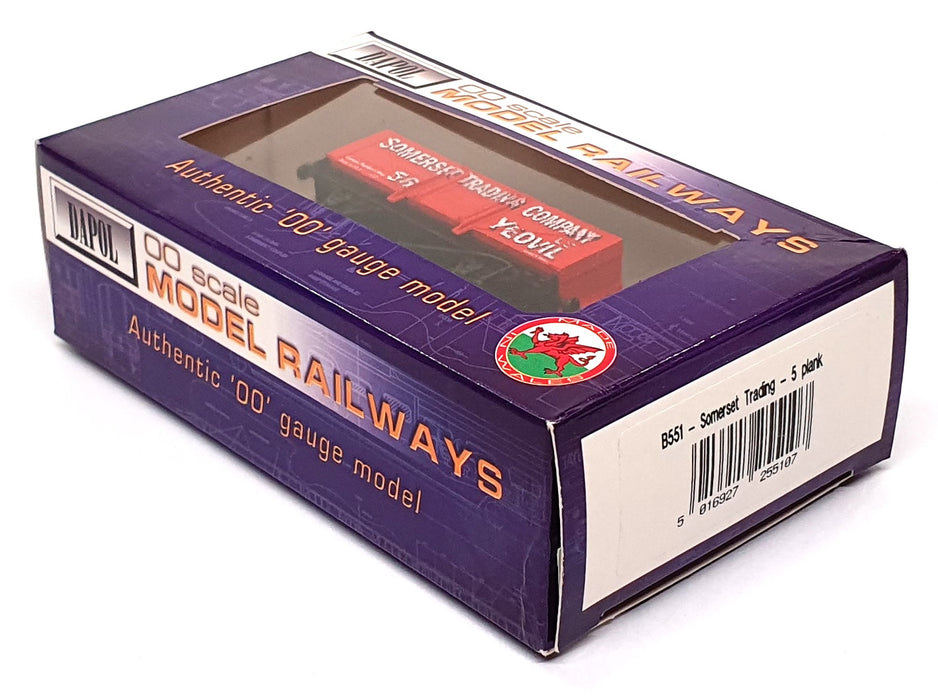 DAPOL
OO scale
MODEL RAILWAYS
Authentic 'OO' gauge model
SOMERSET TRADING COMPANY
56
YEOVIL
MADE
IN WALES
DAPOL
OO scale
MODEL RAILWAYS
Authentic 'OO'
gauge model
B551 - Somerset Trading - 5 plank
5 016927 255107